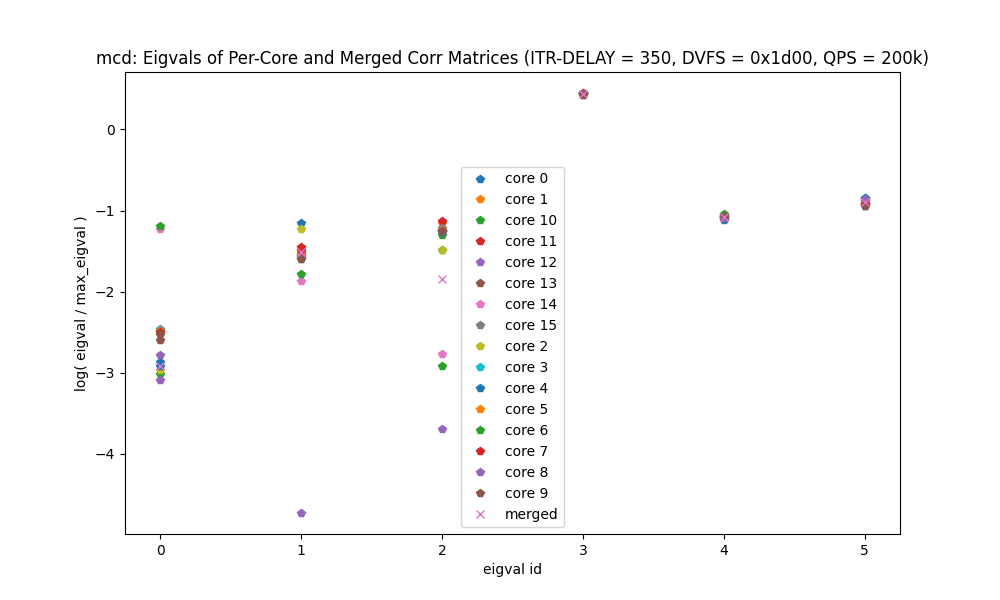 mcd: Eigvals of Per-Core and Merged Corr Matrices (ITR-DELAY = 350, DVFS = 0x1d00, QPS = 200k)
log( eigval / max_eigval )
0
−1
−2
−3
−4
core 0
core 1
core 10
core 11
core 12
core 13
core 14
core 15
core 2
core 3
core 4
core 5
core 6
core 7
core 8
core 9
merged
0 1 2 3 4 5
eigval id